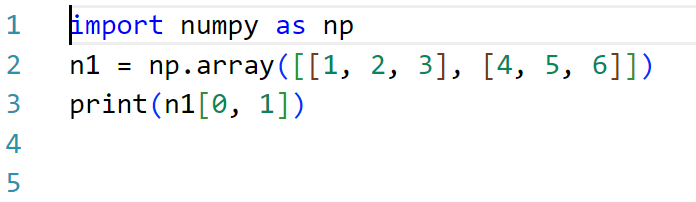 1 import numpy as np
2 n1 = np.array([[1, 2, 3], [4, 5, 6]])
3 print(n1[0, 1])
4
5